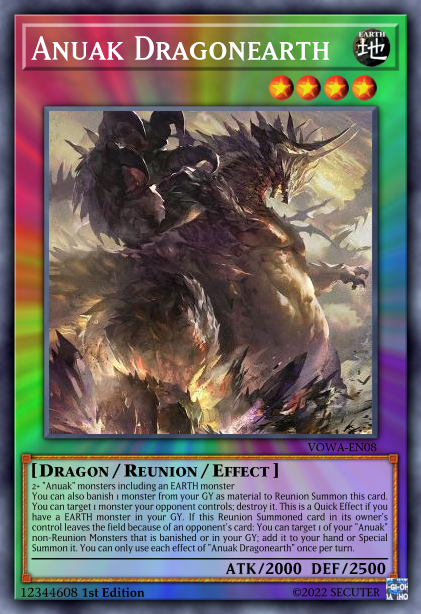 ANUAK DRAGONEARTH
EARTH
地
VOWA-EN08
[DRAGON / REUNION / EFFECT ]
2+ "Anuak" monsters including an EARTH monster
You can also banish 1 monster from your GY as material to Reunion Summon this card.
You can target 1 monster your opponent controls; destroy it. This is a Quick Effect if you
have a EARTH monster in your GY. If this Reunion Summoned card in its owner's
control leaves the field because of an opponent's card: You can target 1 of your "Anuak"
non-Reunion Monsters that is banished or in your GY; add it to your hand or Special
Summon it. You can only use each effect of "Anuak Dragonearth" once per turn.
ATK/2000 DEF/2500
12344608 1st Edition ©2022 SECUTER